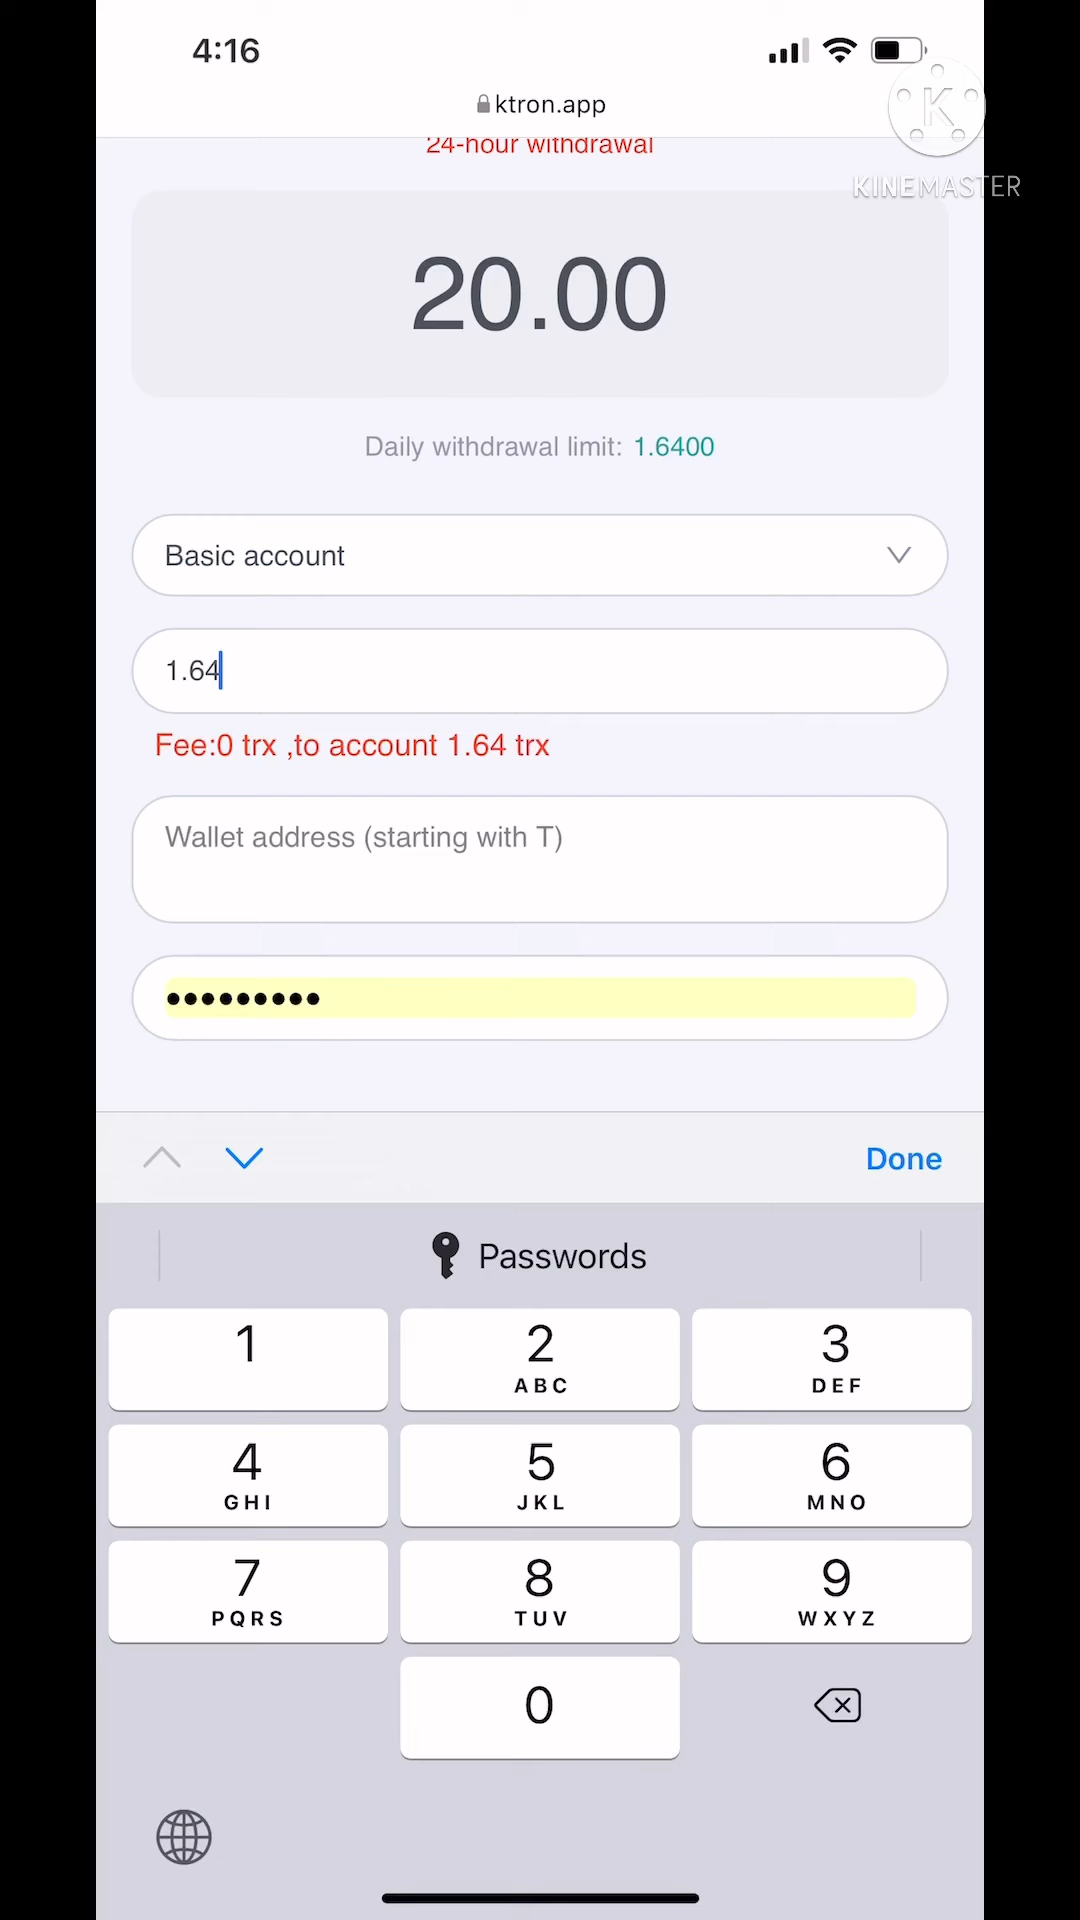 4:16
ktron.app
24-hour withdrawal
K
KINEMASTER
20.00
Daily withdrawal limit: 1.6400
Basic account
1.64
Fee:0 trx ,to account 1.64 trx
Wallet address (starting with T)
Done
Passwords
1
2
ABC
3
DEF
4
GHI
5
JKL
6
MNO
7
PQRS
8
TUV
9
WXYZ
0